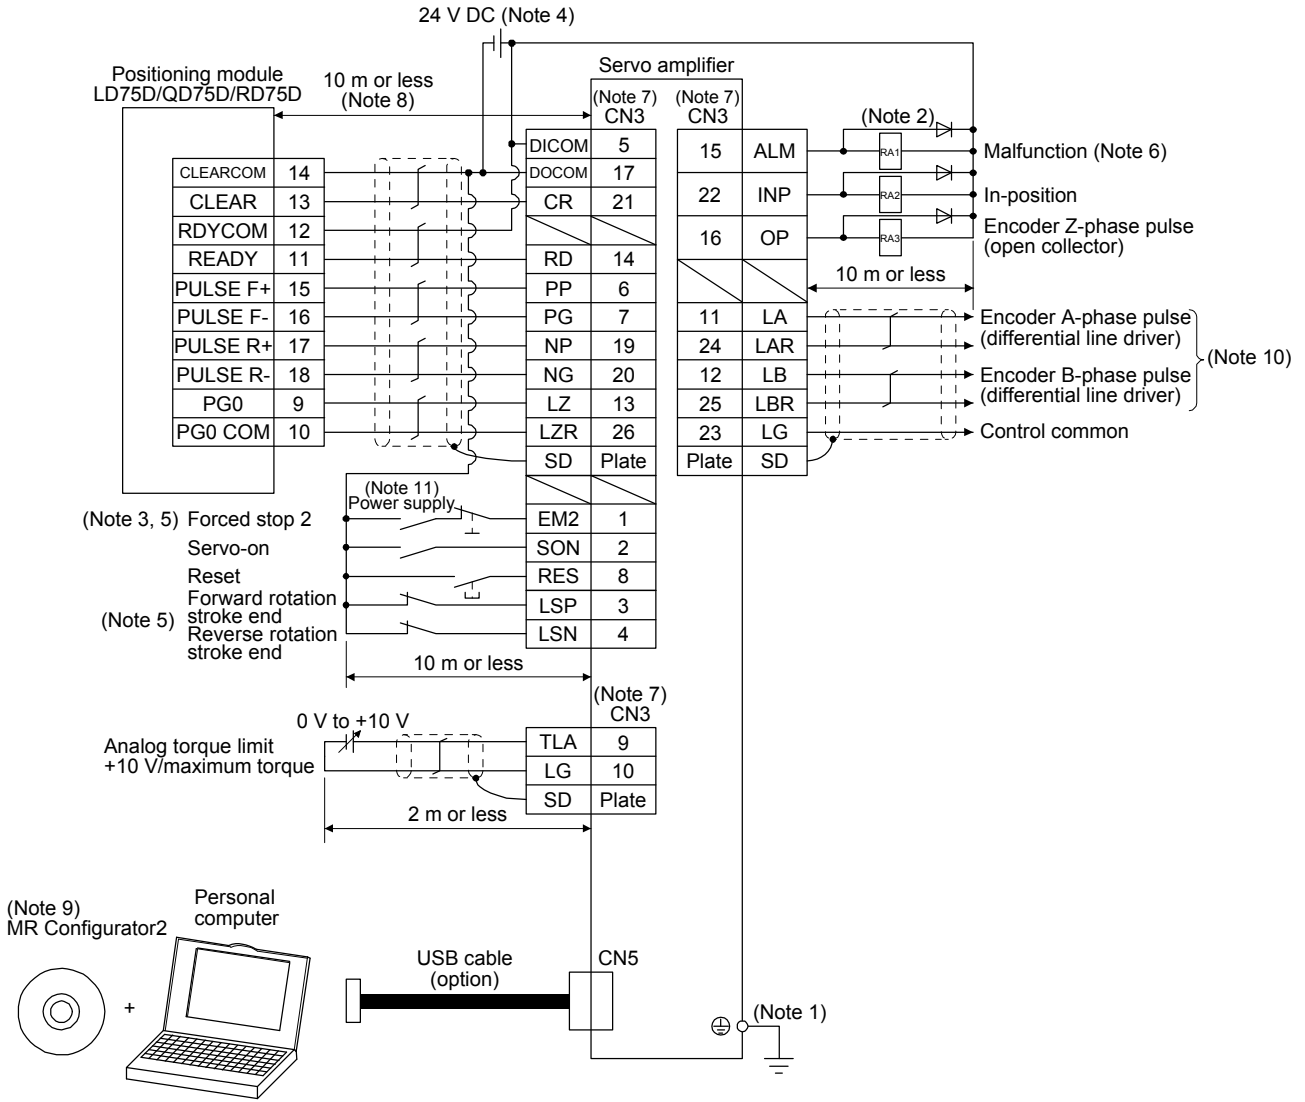 24 V DC (Note 4)
Positioning module
LD75D/QD75D/RD75D
10 m or less
(Note 8)
Servo amplifier
(Note 7)
CN3
(Note 7)
CN3
DICOM 5
CLEARCOM 14 DOCOM 17
CLEAR 13 CR 21
RDYCOM 12
READY 11 RD 14
PULSE F+ 15 PP 6
PULSE F- 16 PG 7
PULSE R+ 17 NP 19
PULSE R- 18 NG 20
PG0 9 LZ 13
PG0 COM 10 LZR 26
SD Plate
(Note 2)
15 ALM RA1 Malfunction (Note 6)
22 INP RA2 In-position
16 OP RA3 Encoder Z-phase pulse
(open collector)
10 m or less
11 LA Encoder A-phase pulse
24 LAR (differential line driver)
12 LB Encoder B-phase pulse
25 LBR (differential line driver)
(Note 10)
23 LG Control common
Plate SD
(Note 11)
Power supply
(Note 3, 5) Forced stop 2 EM2 1
Servo-on SON 2
Reset RES 8
(Note 5)
Forward rotation
stroke end
LSP 3
Reverse rotation
stroke end
LSN 4
10 m or less
(Note 7)
CN3
0 V to +10 V
Analog torque limit
+10 V/maximum torque
TLA 9
LG 10
SD Plate
2 m or less
(Note 9)
MR Configurator2
+
Personal
computer
USB cable
(option)
CN5
(Note 1)